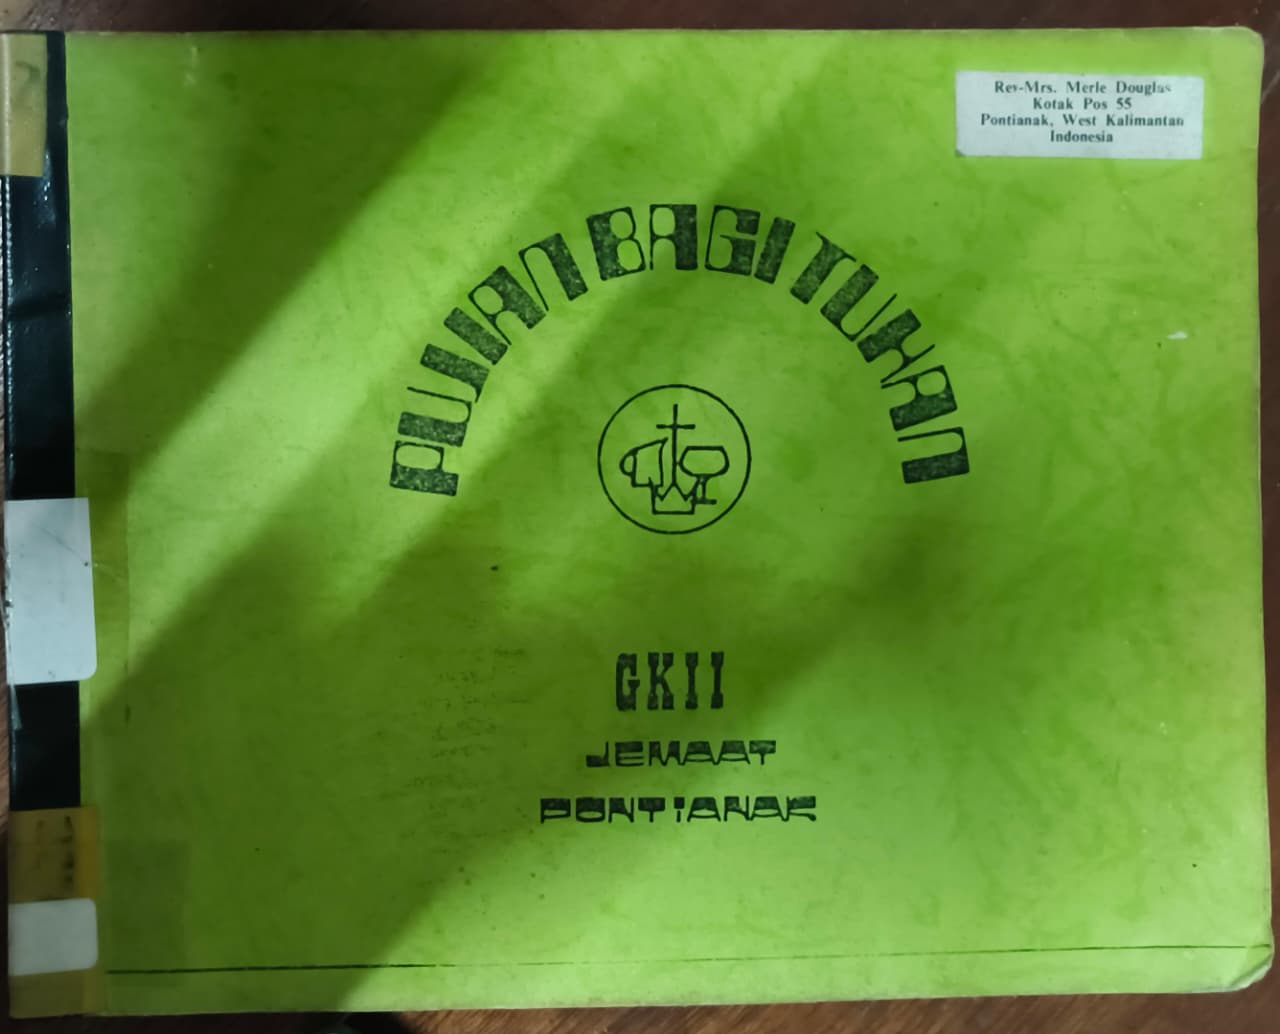 Rev-Mrs. Merle Douglas
Kotak Pos 55
Pontianak, West Kalimantan
Indonesia
PUJIAN BAGI TUHAN
GKII
JEMAAT
PONTIANAK